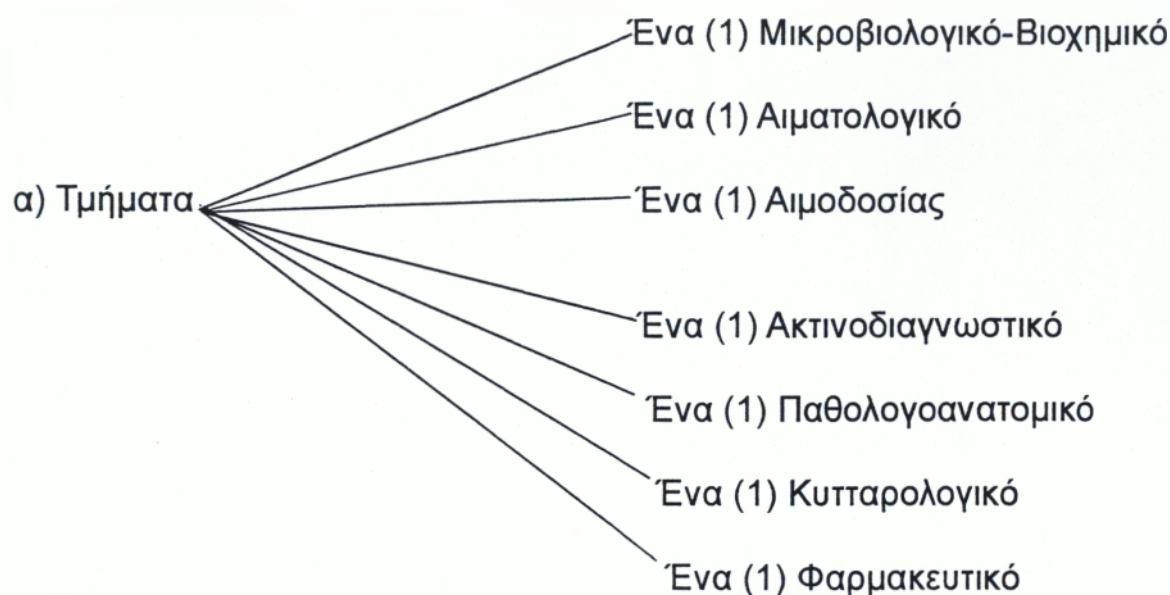 Ένα (1) Μικροβιολογικό-Βιοχημικό
Ένα (1) Αιματολογικό
α) Τμήματα
Ένα (1) Αιμοδοσίας
Ένα (1) Ακτινοδιαγνωστικό
Ένα (1) Παθολογοανατομικό
Ένα (1) Κυτταρολογικό
Ένα (1) Φαρμακευτικό